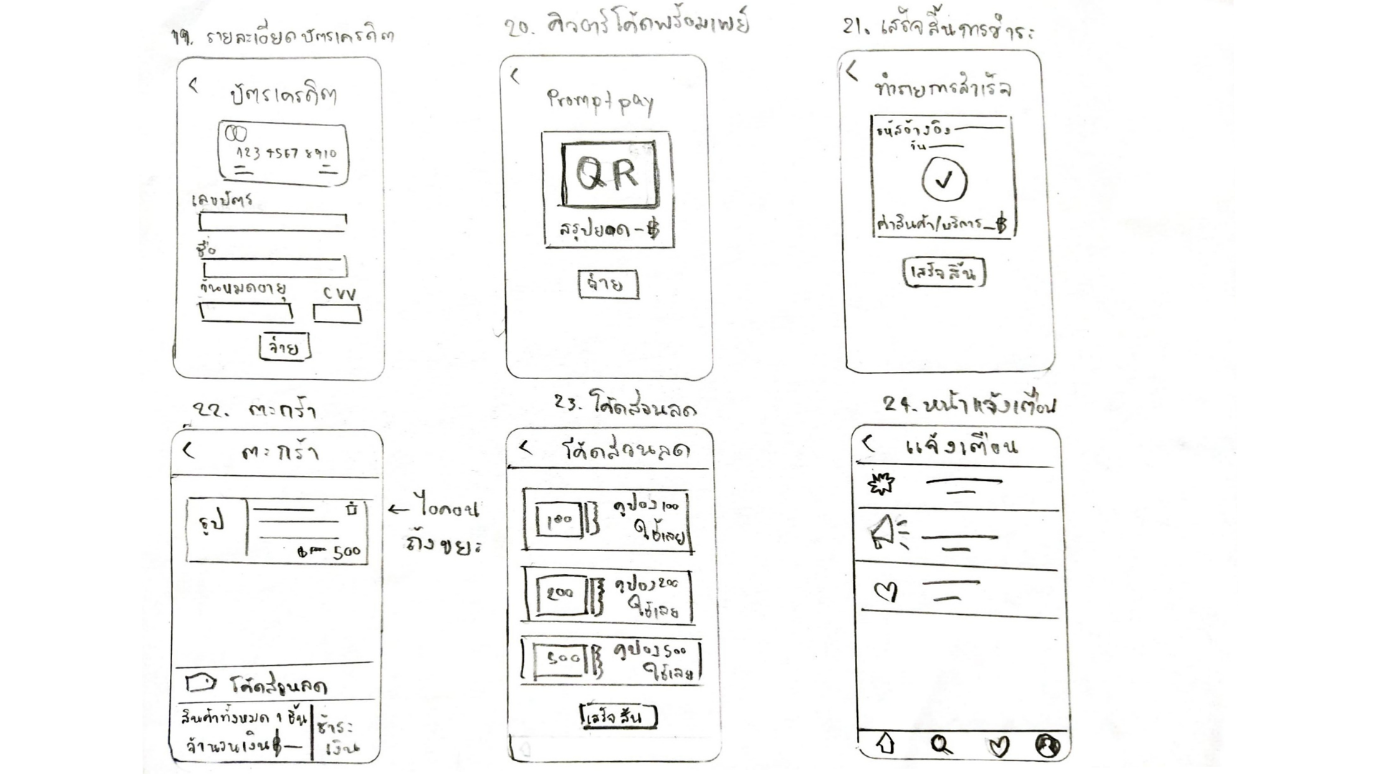 19. รายละเอียดบัตรเครดิต
<
บัตรเครดิต
123 4567 8910
เลขบัตร
ชื่อ
วันหมดอายุ
CVV
จ่าย
20. คิวอาร์โค้ดพร้อมเพย์
<
Promptpay
QR
สรุปยอด - ฿
จ่าย
21. เสร็จสิ้นการชำระ
<
ทำรายการสำเร็จ
รหัสอ้างอิง
วัน
ค่าสินค้า/บริการ - ฿
เสร็จสิ้น
22. ตะกร้า
< ตะกร้า
รูป
฿ 500
← ไอคอน
ถังขยะ
โค้ดส่วนลด
สินค้าทั้งหมด 1 ชิ้น
จำนวนเงิน ฿ —
ชำระ
เงิน
23. โค้ดส่วนลด
< โค้ดส่วนลด
100
คูปอง 100
ใช้เลย
200
คูปอง 200
ใช้เลย
500
คูปอง 500
ใช้เลย
เสร็จสิ้น
24. หน้าแจ้งเตือน
< แจ้งเตือน